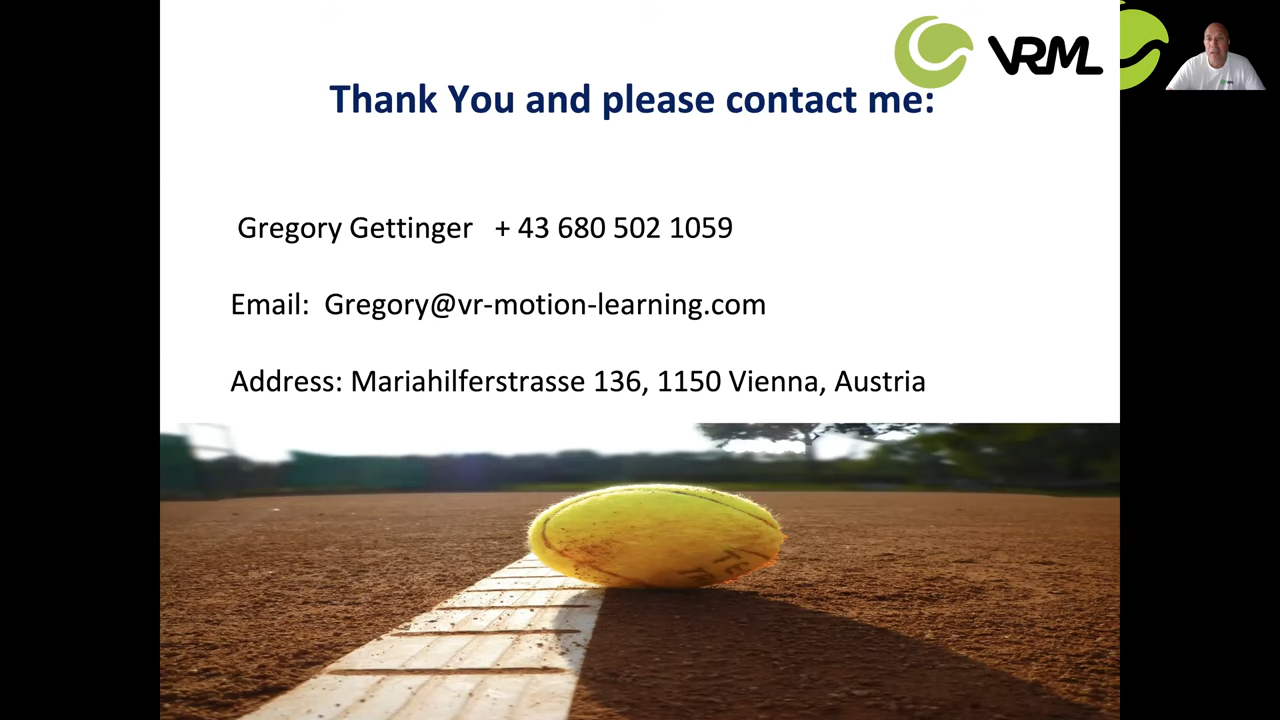 VRML
Thank You and please contact me:
Gregory Gettinger + 43 680 502 1059
Email: Gregory@vr-motion-learning.com
Address: Mariahilferstrasse 136, 1150 Vienna, Austria